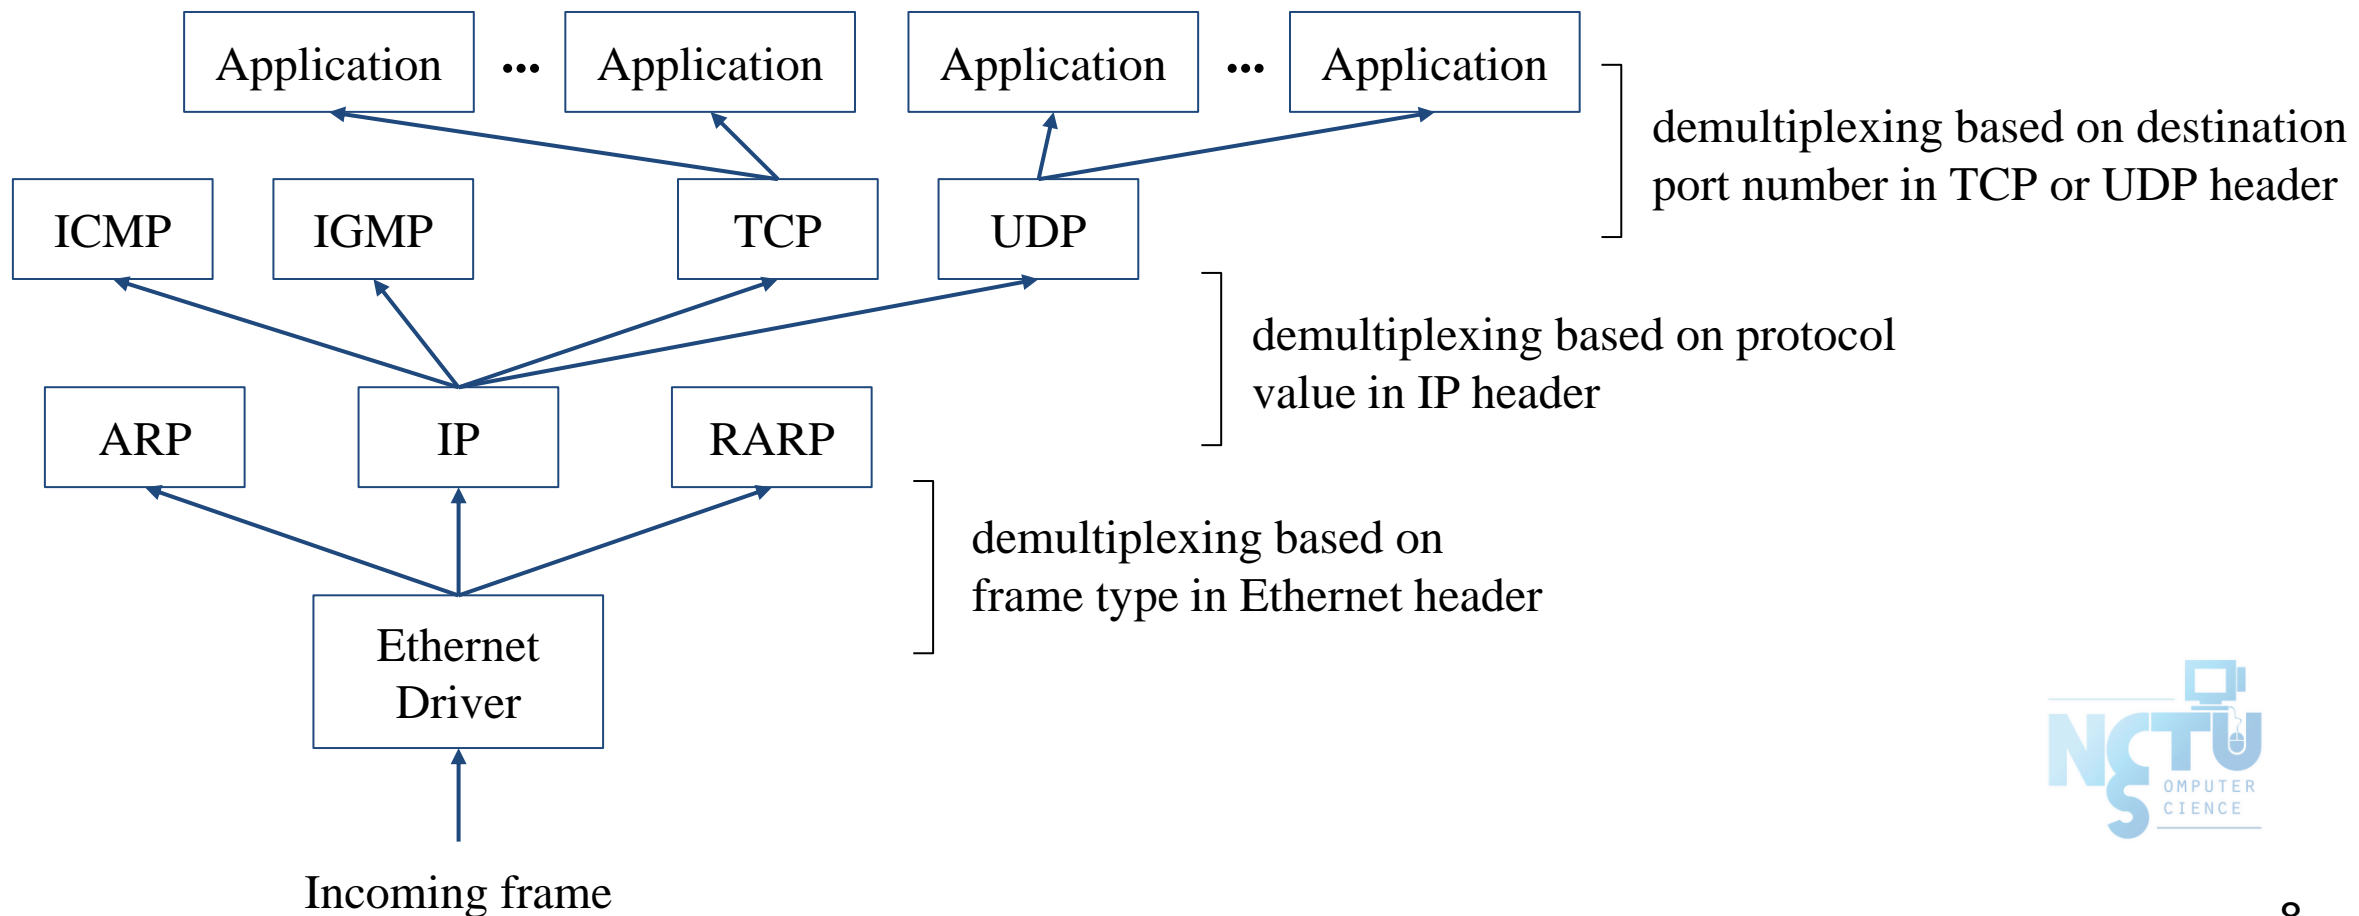 Application ... Application Application ... Application
demultiplexing based on destination
port number in TCP or UDP header
ICMP IGMP TCP UDP
demultiplexing based on protocol
value in IP header
ARP IP RARP
demultiplexing based on
frame type in Ethernet header
Ethernet
Driver
Incoming frame
NCTU
OMPUTER
S CIENCE
8